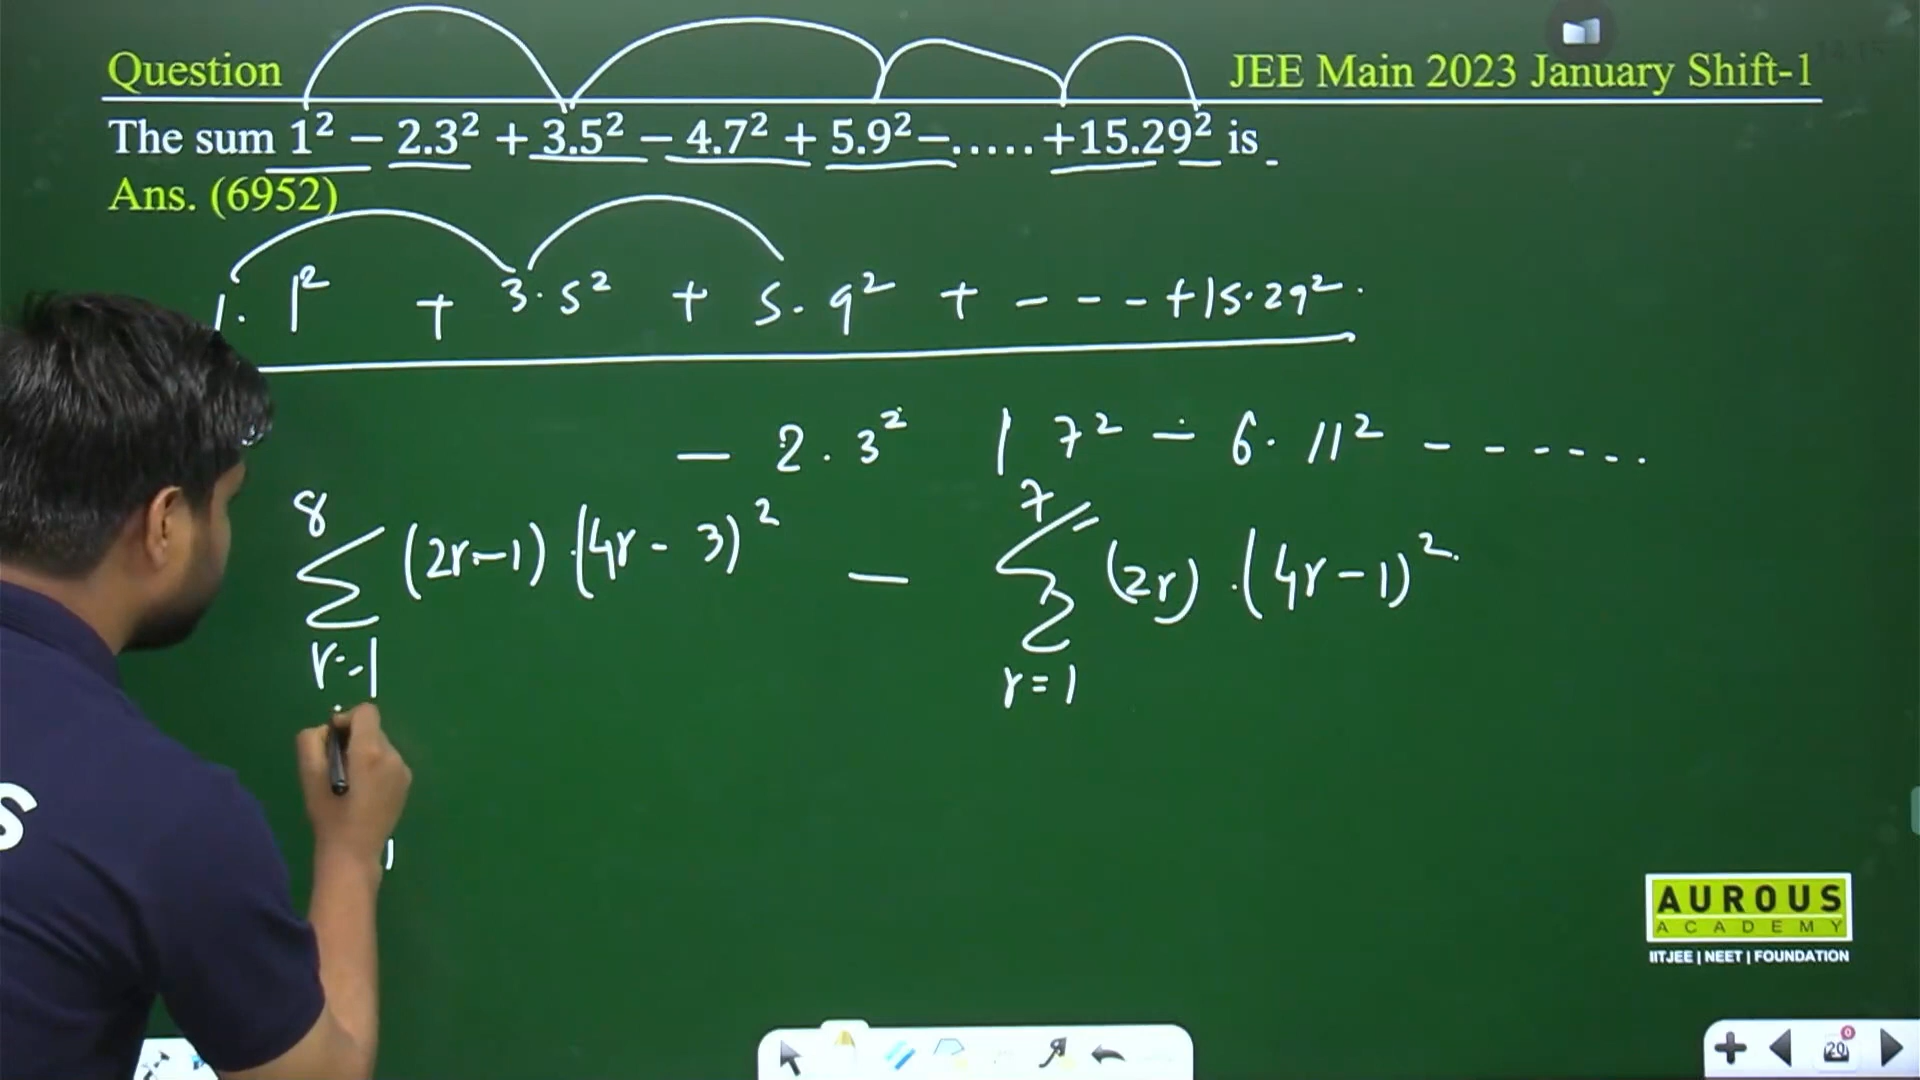 Question JEE Main 2023 January Shift-1
The sum 1² − 2.3² + 3.5² − 4.7² + 5.9² −..... +15.29² is
Ans. (6952)
1. 1² + 3.5² + 5.9² + - - - +15.29².
− 2.3² 7² − 6.11² - - - - - -
8 7
∑ (2r-1).(4r-3)² − ∑ (2r).(4r-1)²
r=1 r=1
S
AUROUS
ACADEMY
IITJEE | NEET | FOUNDATION
20
0